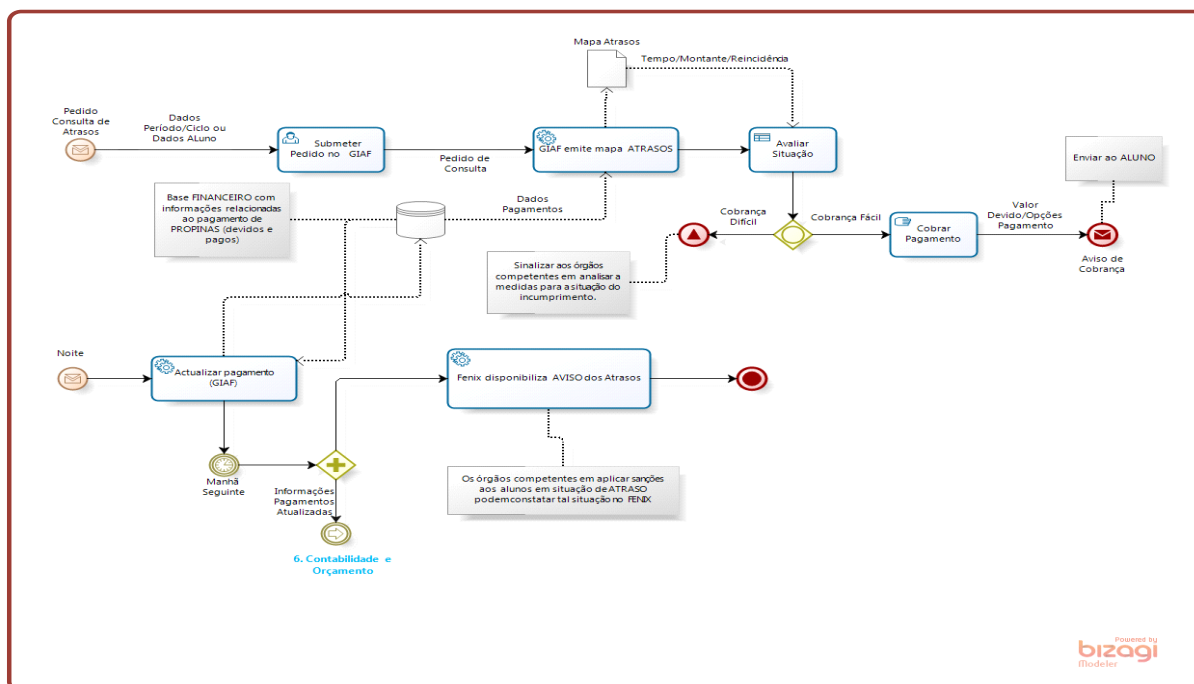 Mapa Atrasos
Tempo/Montante/Reincidência
Pedido
Consulta de
Atrasos
Dados
Período/Ciclo ou
Dados ALuno
Submeter
Pedido no GIAF
Pedido de
Consulta
GIAF emite mapa ATRASOS
Avaliar
Situação
Enviar ao ALUNO
Base FINANCEIRO com
informações relacionadas
ao pagamento de
PROPINAS (devidos e
pagos)
Dados
Pagamentos
Cobrança
Difícil
Cobrança Fácil
Cobrar
Pagamento
Valor
Devido/Opções
Pagamento
Aviso de
Cobrança
Sinalizar aos órgãos
competentes em analisar a
medidas para a situação do
incumprimento.
Noite
Actualizar pagamento
(GIAF)
Fenix disponibiliza AVISO dos Atrasos
Manhã
Seguinte
Informações
Pagamentos
Atualizadas
Os órgãos competentes em aplicar sanções
aos alunos em situação de ATRASO
podem constatar tal situação no FENIX
6. Contabilidade e
Orçamento
Powered by
bizagi
Modeler